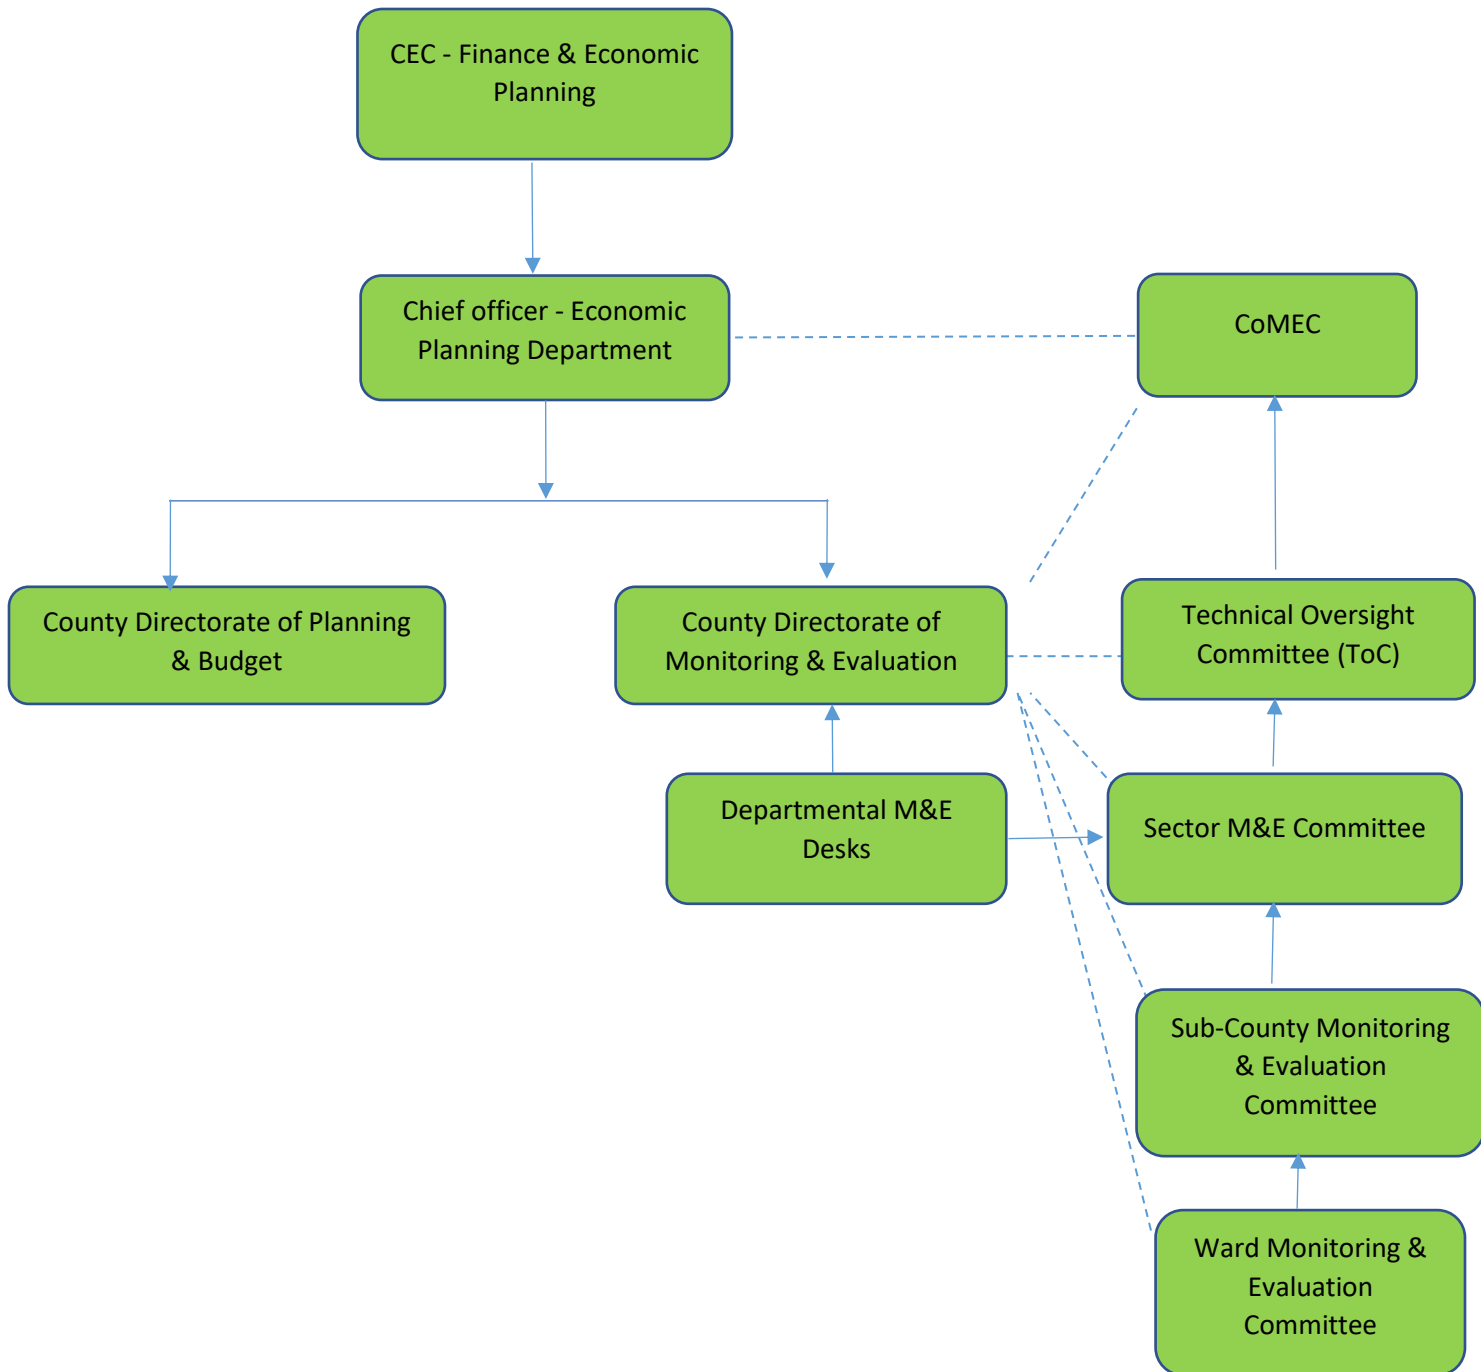 CEC - Finance & Economic
Planning
Chief officer - Economic
Planning Department
CoMEC
County Directorate of Planning
& Budget
County Directorate of
Monitoring & Evaluation
Technical Oversight
Committee (ToC)
Departmental M&E
Desks
Sector M&E Committee
Sub-County Monitoring
& Evaluation
Committee
Ward Monitoring &
Evaluation
Committee